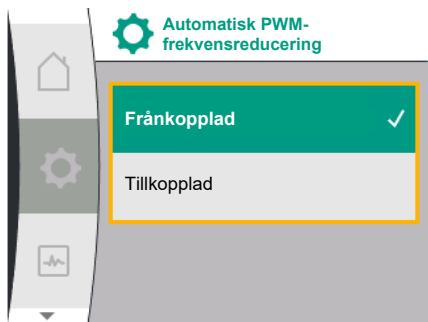 Automatisk PWM-
frekvensreducering
Frånkopplad
Tillkopplad